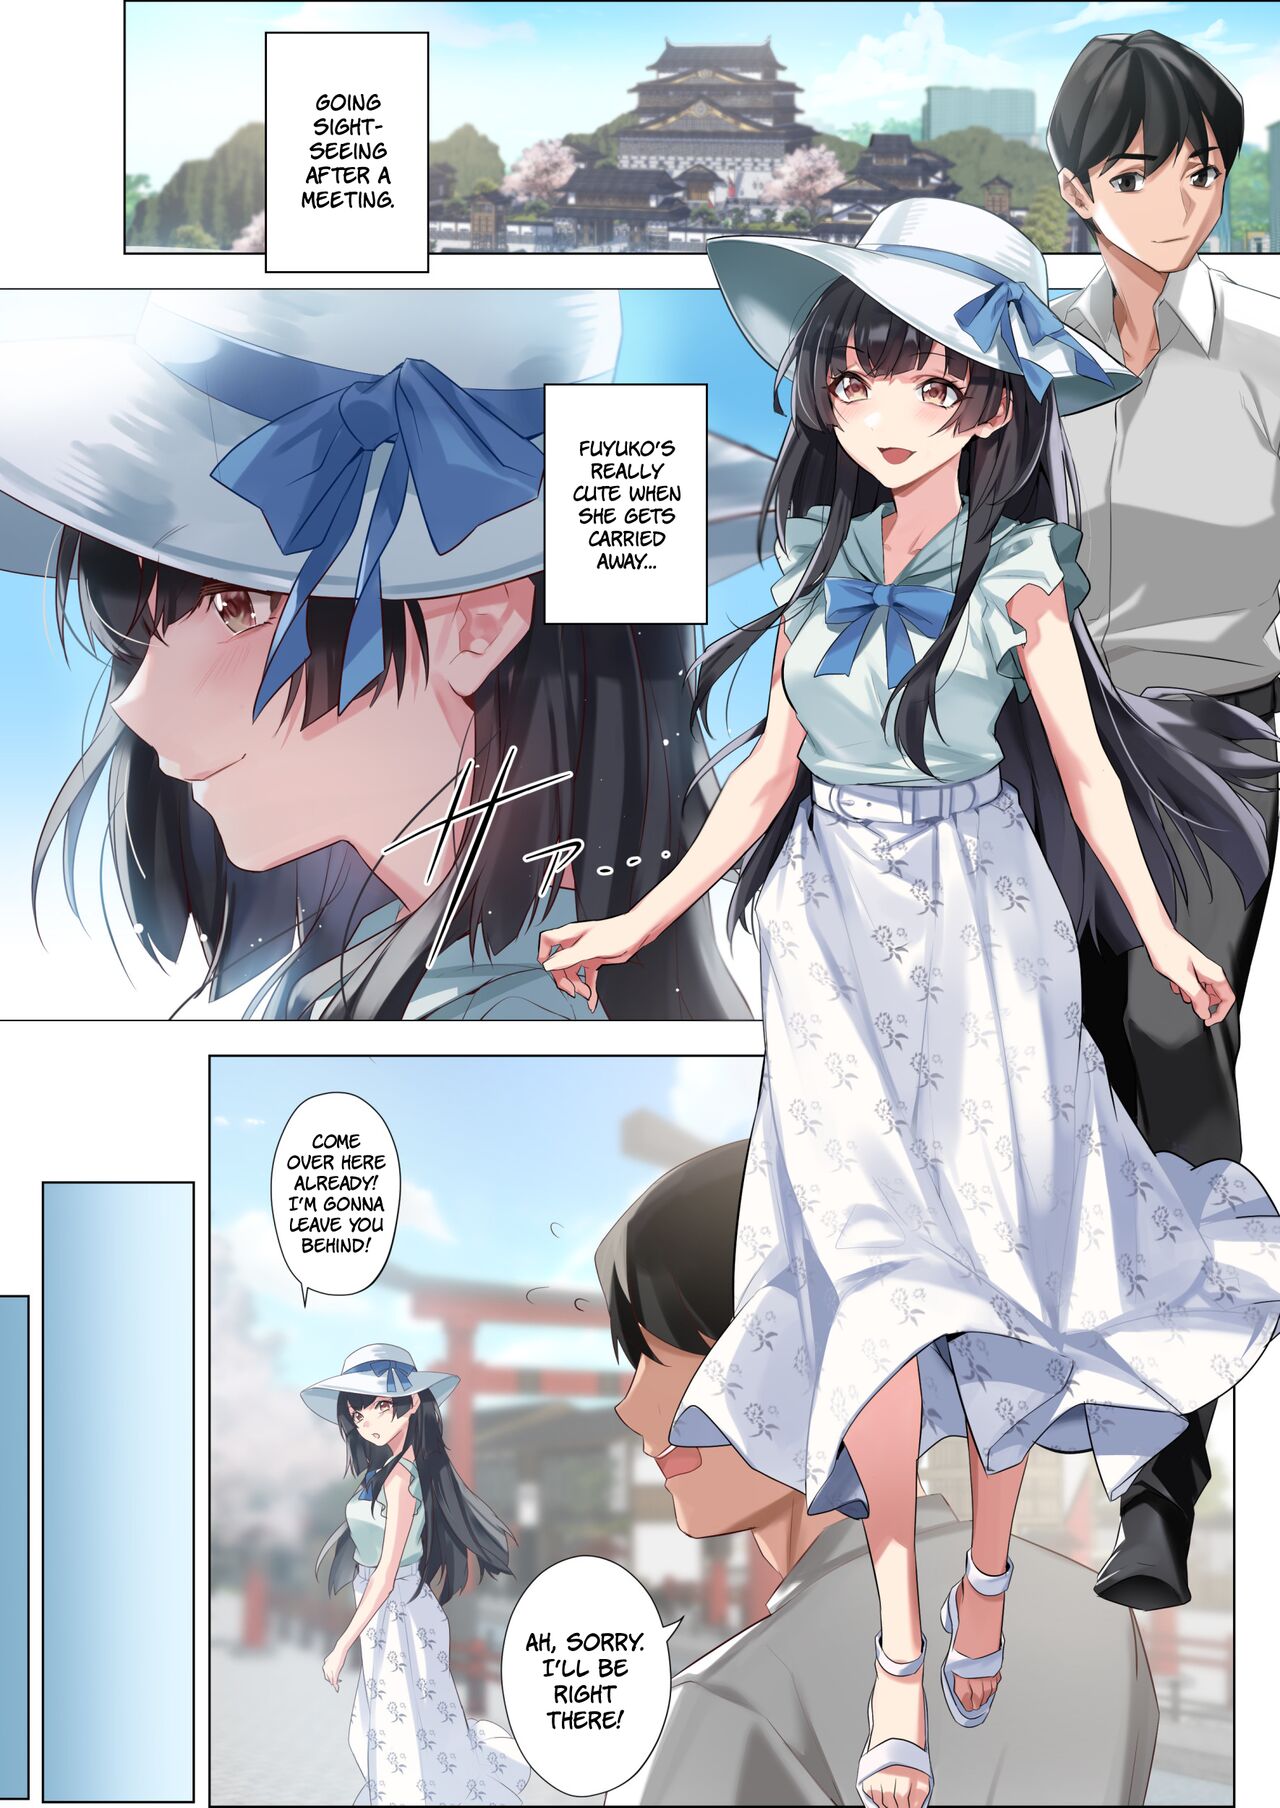 GOING
SIGHT-
SEEING
AFTER A
MEETING.
FUYUKO'S
REALLY
CUTE WHEN
SHE GETS
CARRIED
AWAY...
サァ....
COME
OVER HERE
ALREADY!
I'M GONNA
LEAVE YOU
BEHIND!
AH, SORRY.
I'LL BE
RIGHT
THERE!